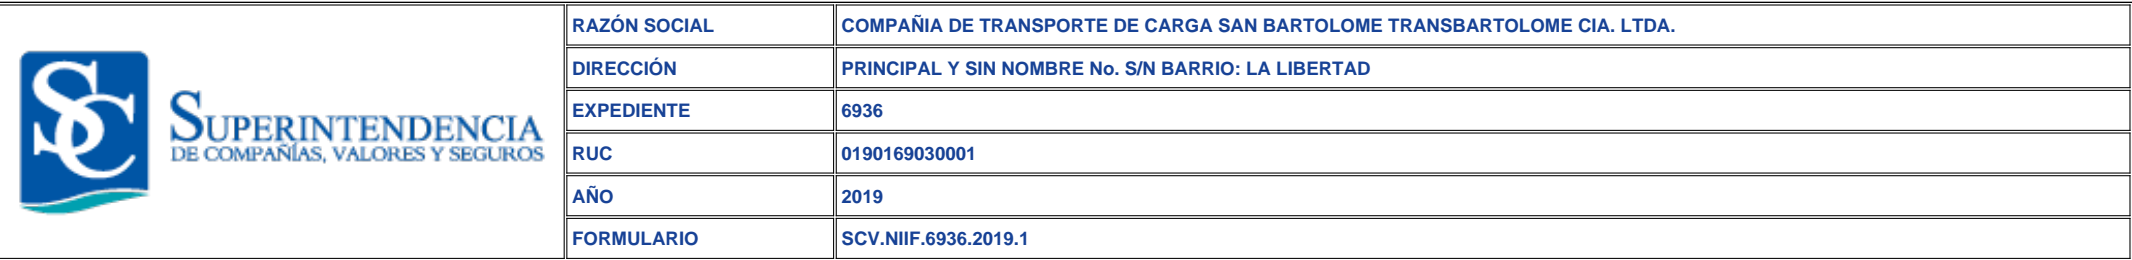 SC
SUPERINTENDENCIA
DE COMPAÑÍAS, VALORES Y SEGUROS
RAZÓN SOCIAL COMPAÑIA DE TRANSPORTE DE CARGA SAN BARTOLOME TRANSBARTOLOME CIA. LTDA.
DIRECCIÓN PRINCIPAL Y SIN NOMBRE No. S/N BARRIO: LA LIBERTAD
EXPEDIENTE 6936
RUC 0190169030001
AÑO 2019
FORMULARIO SCV.NIIF.6936.2019.1